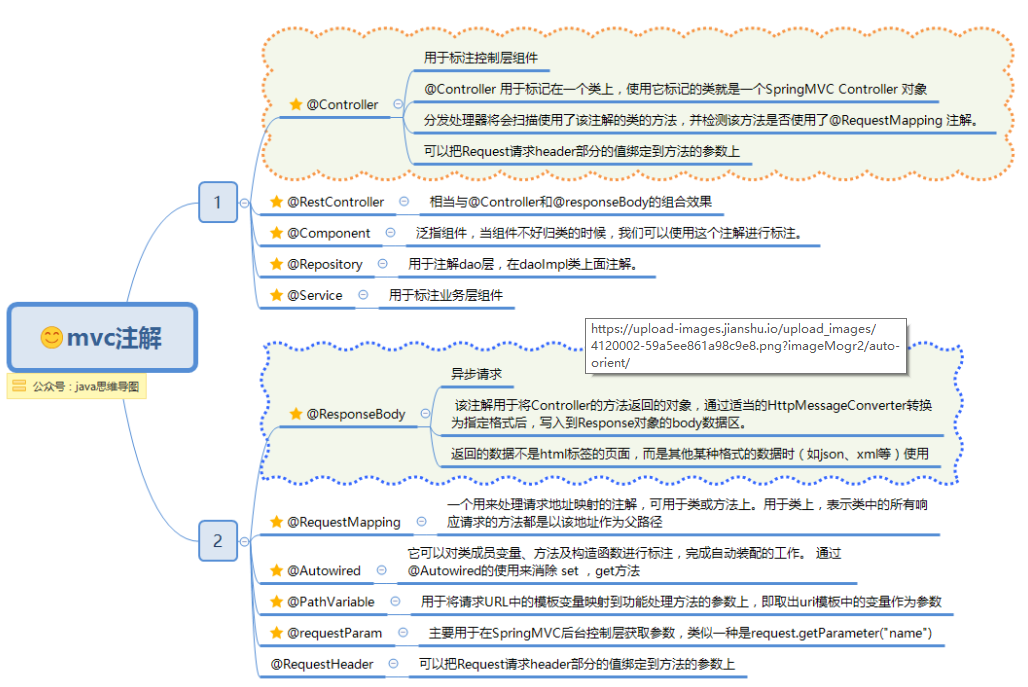 用于标注控制层组件
@Controller
@Controller 用于标记在一个类上，使用它标记的类就是一个SpringMVC Controller 对象
分发处理器将会扫描使用了该注解的类的方法，并检测该方法是否使用了@RequestMapping 注解。
可以把Request请求header部分的值绑定到方法的参数上
1
@RestController
相当与@Controller和@responseBody的组合效果
@Component
泛指组件，当组件不好归类的时候，我们可以使用这个注解进行标注。
@Repository
用于注解dao层，在daoImpl类上面注解。
@Service
用于标注业务层组件
mvc注解
公众号：java思维导图
https://upload-images.jianshu.io/upload_images/
4120002-59a5ee861a98c9e8.png?imageMogr2/auto-
orient/
异步请求
@ResponseBody
该注解用于将Controller的方法返回的对象，通过适当的HttpMessageConverter转换
为指定格式后，写入到Response对象的body数据区。
返回的数据不是html标签的页面，而是其他某种格式的数据时（如json、xml等）使用
2
@RequestMapping
一个用来处理请求地址映射的注解，可用于类或方法上。用于类上，表示类中的所有响
应请求的方法都是以该地址作为父路径
@Autowired
它可以对类成员变量、方法及构造函数进行标注，完成自动装配的工作。 通过
@Autowired的使用来消除 set ，get方法
@PathVariable
用于将请求URL中的模板变量映射到功能处理方法的参数上，即取出uri模板中的变量作为参数
@requestParam
主要用于在SpringMVC后台控制层获取参数，类似一种是request.getParameter("name")
@RequestHeader
可以把Request请求header部分的值绑定到方法的参数上